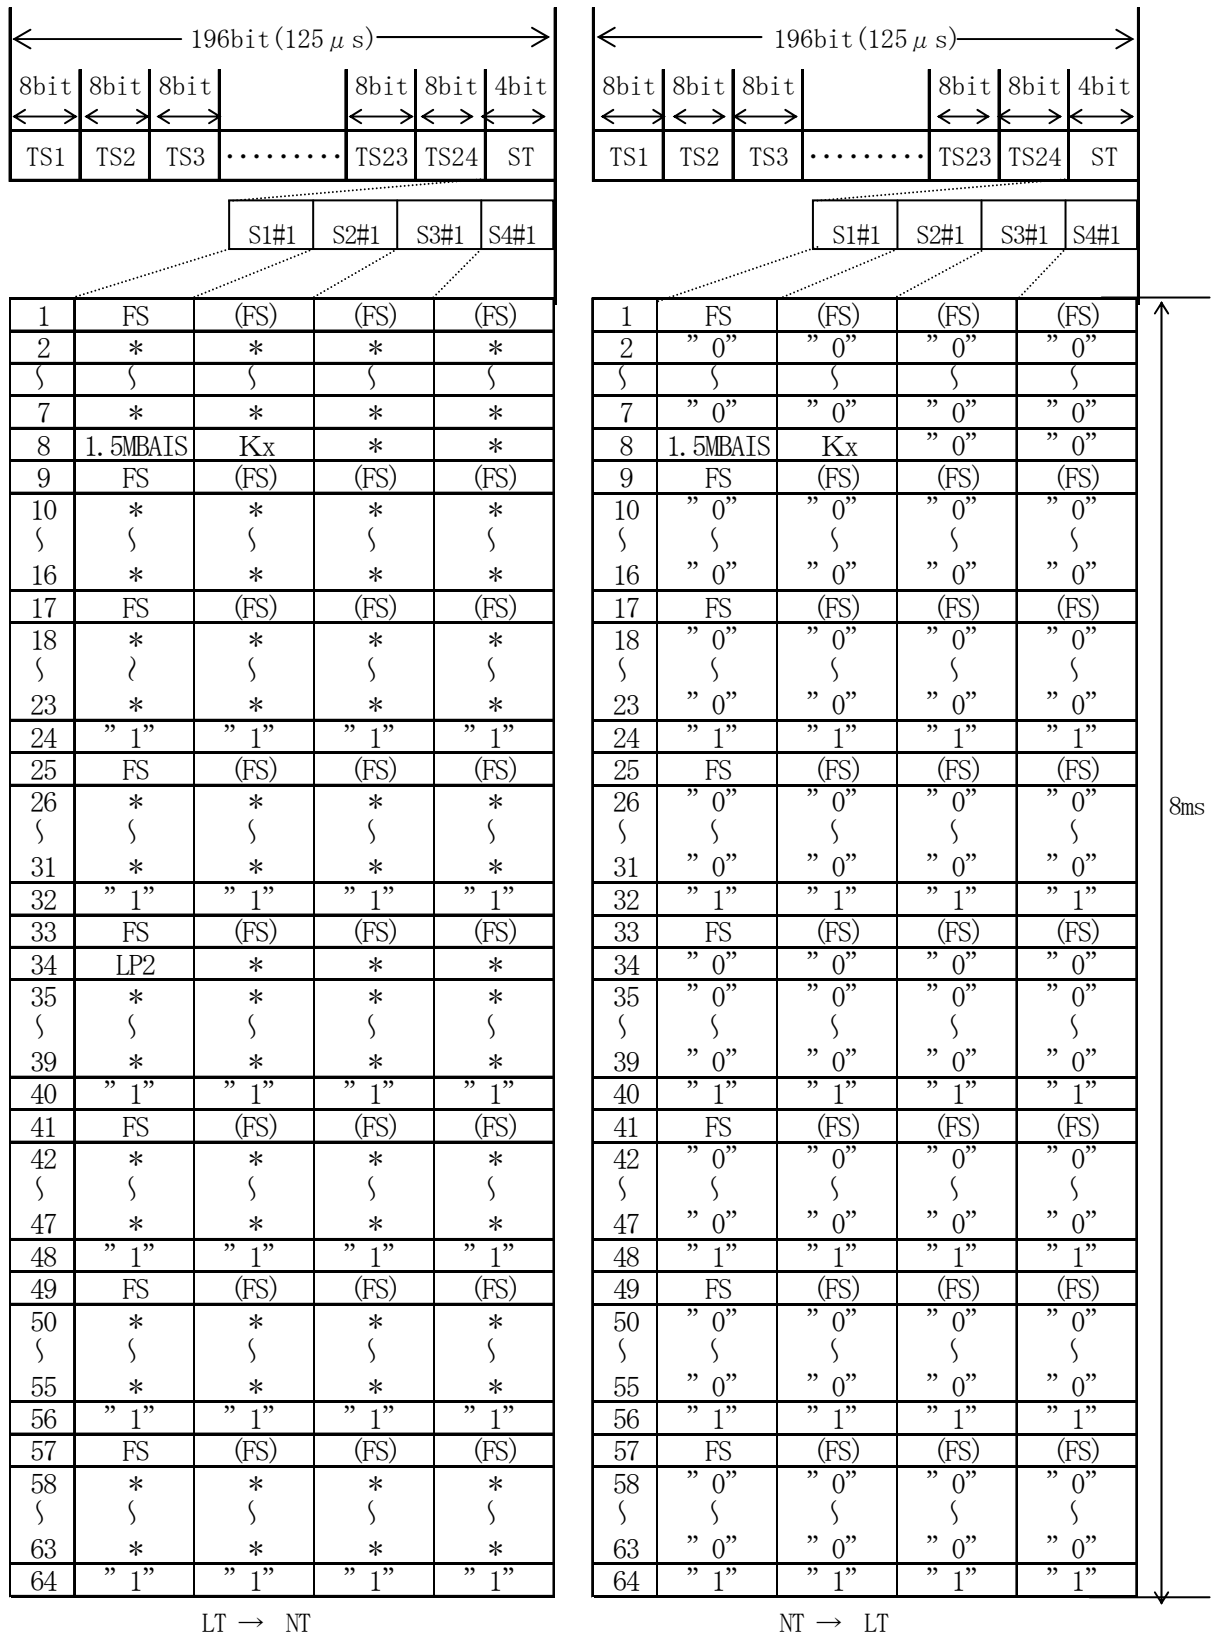 196bit(125μs) 196bit(125μs)
8bit 8bit 8bit 8bit 8bit 4bit 8bit 8bit 8bit 8bit 8bit 4bit
TS1 TS2 TS3 ········· TS23 TS24 ST TS1 TS2 TS3 ········· TS23 TS24 ST
S1#1 S2#1 S3#1 S4#1 S1#1 S2#1 S3#1 S4#1
1 FS (FS) (FS) (FS) 1 FS (FS) (FS) (FS)
2 * * * * 2 ”0” ”0” ”0” ”0”
∫ ∫ ∫ ∫ ∫ ∫ ∫ ∫ ∫ ∫
7 * * * * 7 ”0” ”0” ”0” ”0”
8 1.5MBAIS Kx * * 8 1.5MBAIS Kx ”0” ”0”
9 FS (FS) (FS) (FS) 9 FS (FS) (FS) (FS)
10 * * * * 10 ”0” ”0” ”0” ”0”
∫ ∫ ∫ ∫ ∫ ∫ ∫ ∫ ∫ ∫
16 * * * * 16 ”0” ”0” ”0” ”0”
17 FS (FS) (FS) (FS) 17 FS (FS) (FS) (FS)
18 * * * * 18 ”0” ”0” ”0” ”0”
∫ ∫ ∫ ∫ ∫ ∫ ∫ ∫ ∫ ∫
23 * * * * 23 ”0” ”0” ”0” ”0”
24 ”1” ”1” ”1” ”1” 24 ”1” ”1” ”1” ”1”
25 FS (FS) (FS) (FS) 25 FS (FS) (FS) (FS)
26 * * * * 26 ”0” ”0” ”0” ”0” 8ms
∫ ∫ ∫ ∫ ∫ ∫ ∫ ∫ ∫ ∫
31 * * * * 31 ”0” ”0” ”0” ”0”
32 ”1” ”1” ”1” ”1” 32 ”1” ”1” ”1” ”1”
33 FS (FS) (FS) (FS) 33 FS (FS) (FS) (FS)
34 LP2 * * * 34 ”0” ”0” ”0” ”0”
35 * * * * 35 ”0” ”0” ”0” ”0”
∫ ∫ ∫ ∫ ∫ ∫ ∫ ∫ ∫ ∫
39 * * * * 39 ”0” ”0” ”0” ”0”
40 ”1” ”1” ”1” ”1” 40 ”1” ”1” ”1” ”1”
41 FS (FS) (FS) (FS) 41 FS (FS) (FS) (FS)
42 * * * * 42 ”0” ”0” ”0” ”0”
∫ ∫ ∫ ∫ ∫ ∫ ∫ ∫ ∫ ∫
47 * * * * 47 ”0” ”0” ”0” ”0”
48 ”1” ”1” ”1” ”1” 48 ”1” ”1” ”1” ”1”
49 FS (FS) (FS) (FS) 49 FS (FS) (FS) (FS)
50 * * * * 50 ”0” ”0” ”0” ”0”
∫ ∫ ∫ ∫ ∫ ∫ ∫ ∫ ∫ ∫
55 * * * * 55 ”0” ”0” ”0” ”0”
56 ”1” ”1” ”1” ”1” 56 ”1” ”1” ”1” ”1”
57 FS (FS) (FS) (FS) 57 FS (FS) (FS) (FS)
58 * * * * 58 ”0” ”0” ”0” ”0”
∫ ∫ ∫ ∫ ∫ ∫ ∫ ∫ ∫ ∫
63 * * * * 63 ”0” ”0” ”0” ”0”
64 ”1” ”1” ”1” ”1” 64 ”1” ”1” ”1” ”1”
LT → NT NT → LT